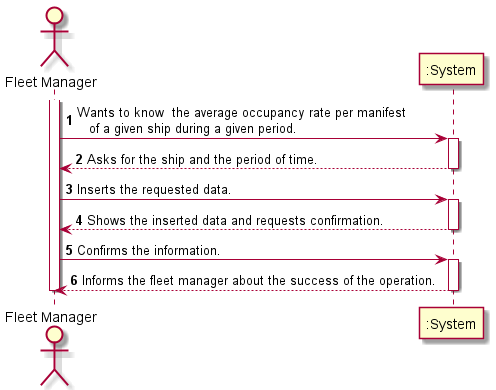 Fleet Manager
:System
1 Wants to know  the average occupancy rate per manifest
of a given ship during a given period.
2 Asks for the ship and the period of time.
3 Inserts the requested data.
4 Shows the inserted data and requests confirmation.
5 Confirms the information.
6 Informs the fleet manager about the success of the operation.
Fleet Manager
:System